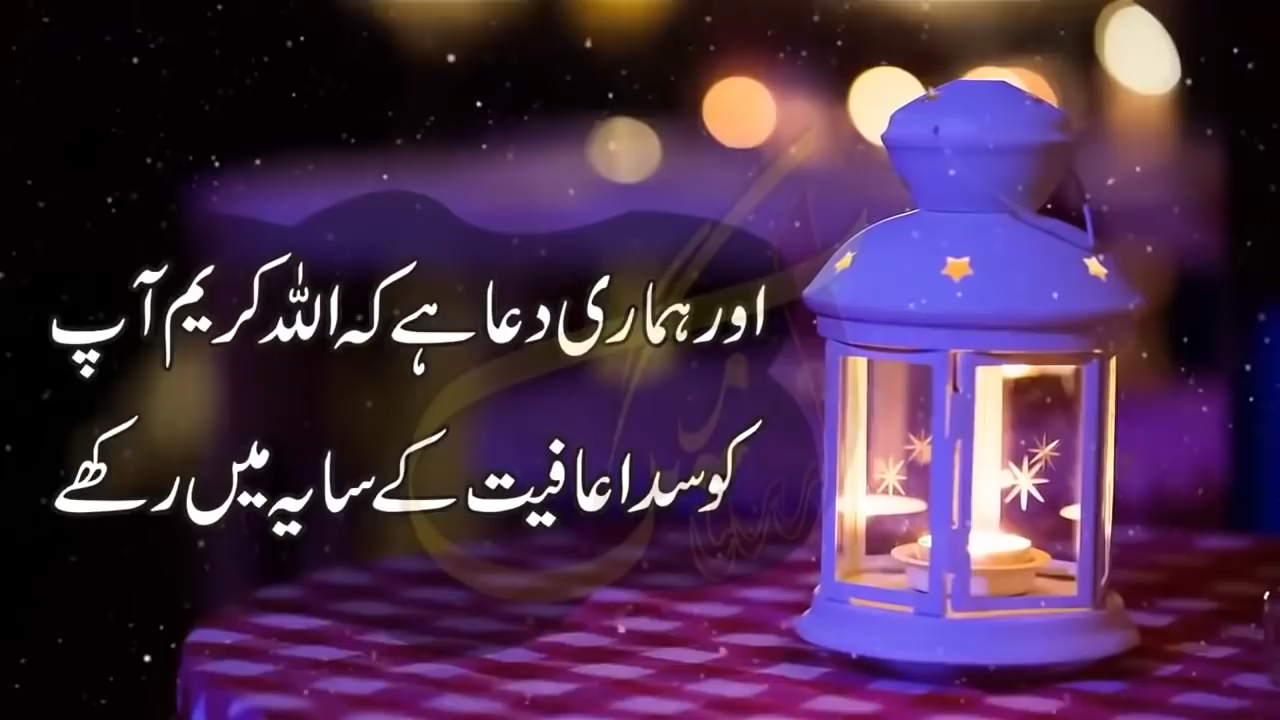 اور ہماری دعا ہے کہ اللہ کریم آپ
کو سدا عافیت کے سایہ میں رکھے